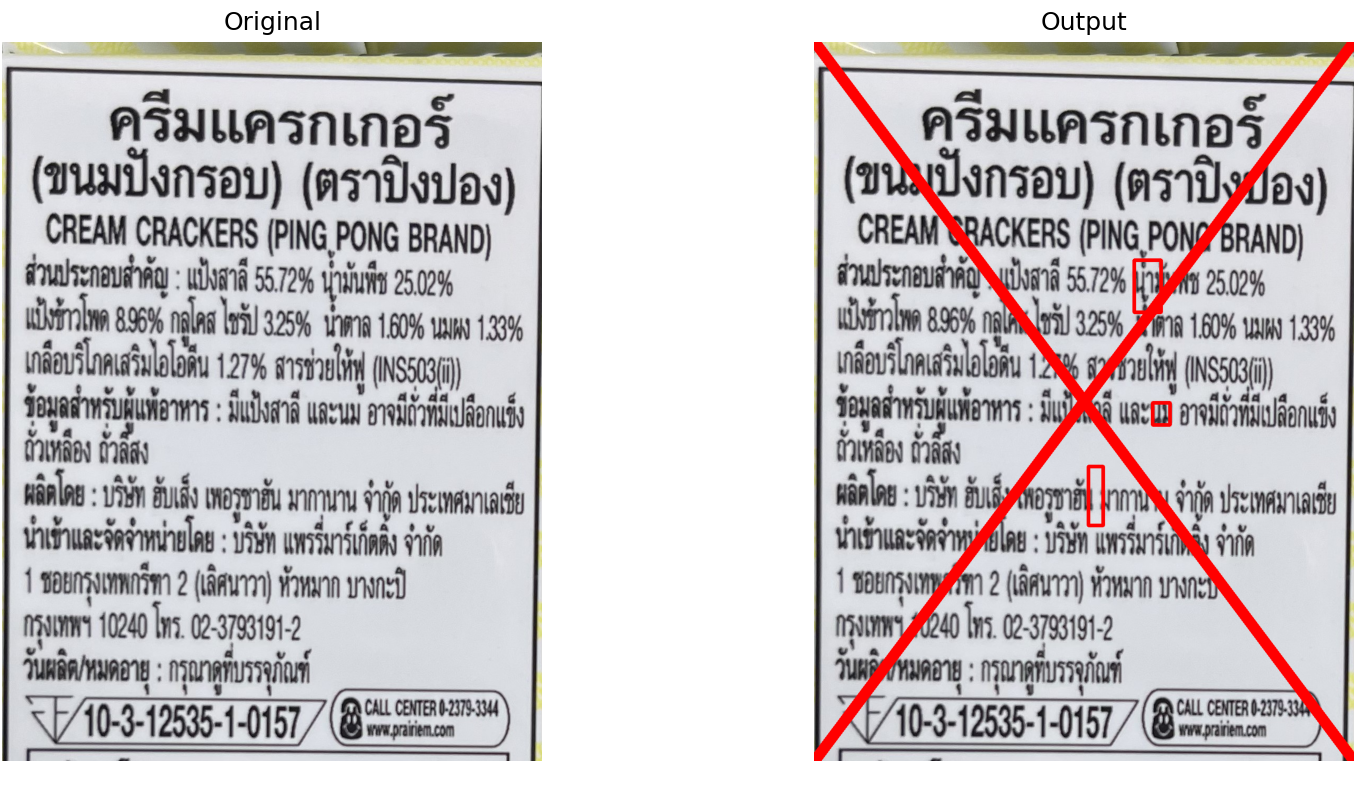 Original
ครีมแครกเกอร์
(ขนมปังกรอบ) (ตราปิงปอง)
CREAM CRACKERS (PING PONG BRAND)
ส่วนประกอบสำคัญ : แป้งสาลี 55.72% น้ำมันพืช 25.02%
แป้งข้าวโพด 8.96% กลูโคส ไซรัป 3.25% น้ำตาล 1.60% นมผง 1.33%
เกลือบริโภคเสริมไอโอดีน 1.27% สารช่วยให้ฟู (INS503(ii))
ข้อมูลสำหรับผู้แพ้อาหาร : มีแป้งสาลี และนม อาจมีถั่วที่มีเปลือกแข็ง
ถั่วเหลือง ถั่วลิสง
ผลิตโดย : บริษัท ฮับเส็ง เพอรูซาฮัน มากานาน จำกัด ประเทศมาเลเซีย
นำเข้าและจัดจำหน่ายโดย : บริษัท แพรรี่มาร์เก็ตติ้ง จำกัด
1 ซอยกรุงเทพกรีฑา 2 (เลิศนาวา) หัวหมาก บางกะปิ
กรุงเทพฯ 10240 โทร. 02-3793191-2
วันผลิต/หมดอายุ : กรุณาดูที่บรรจุภัณฑ์
10-3-12535-1-0157
CALL CENTER 0-2379-3344
www.prairiem.com
Output
ครีมแครกเกอร์
(ขนมปังกรอบ) (ตราปิงปอง)
CREAM CRACKERS (PING PONG BRAND)
ส่วนประกอบสำคัญ : แป้งสาลี 55.72% น้ำมันพืช 25.02%
แป้งข้าวโพด 8.96% กลูโคส ไซรัป 3.25% น้ำตาล 1.60% นมผง 1.33%
เกลือบริโภคเสริมไอโอดีน 1.27% สารช่วยให้ฟู (INS503(ii))
ข้อมูลสำหรับผู้แพ้อาหาร : มีแป้งสาลี และนม อาจมีถั่วที่มีเปลือกแข็ง
ถั่วเหลือง ถั่วลิสง
ผลิตโดย : บริษัท ฮับเส็ง เพอรูซาฮัน มากานาน จำกัด ประเทศมาเลเซีย
นำเข้าและจัดจำหน่ายโดย : บริษัท แพรรี่มาร์เก็ตติ้ง จำกัด
1 ซอยกรุงเทพกรีฑา 2 (เลิศนาวา) หัวหมาก บางกะปิ
กรุงเทพฯ 10240 โทร. 02-3793191-2
วันผลิต/หมดอายุ : กรุณาดูที่บรรจุภัณฑ์
10-3-12535-1-0157
CALL CENTER 0-2379-3344
www.prairiem.com